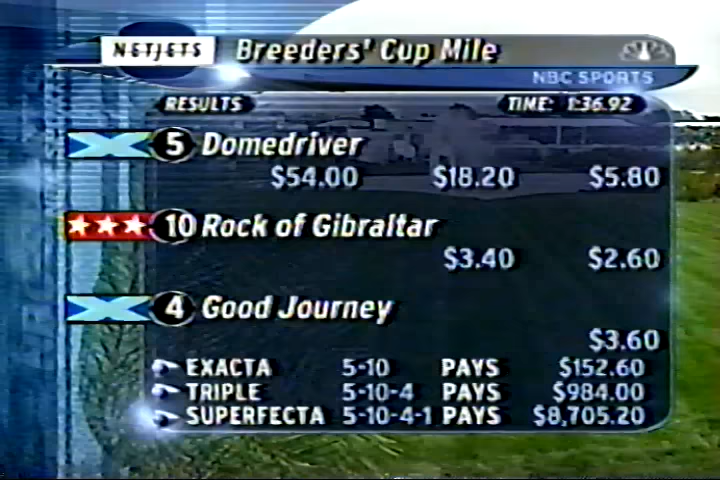 NETJETS Breeders' Cup Mile
NBC SPORTS
RESULTS TIME: 1:36.92
5 Domedriver
$54.00 $18.20 $5.80
10 Rock of Gibraltar
$3.40 $2.60
4 Good Journey
$3.60
EXACTA 5-10 PAYS $152.60
TRIPLE 5-10-4 PAYS $984.00
SUPERFECTA 5-10-4-1 PAYS $8,705.20